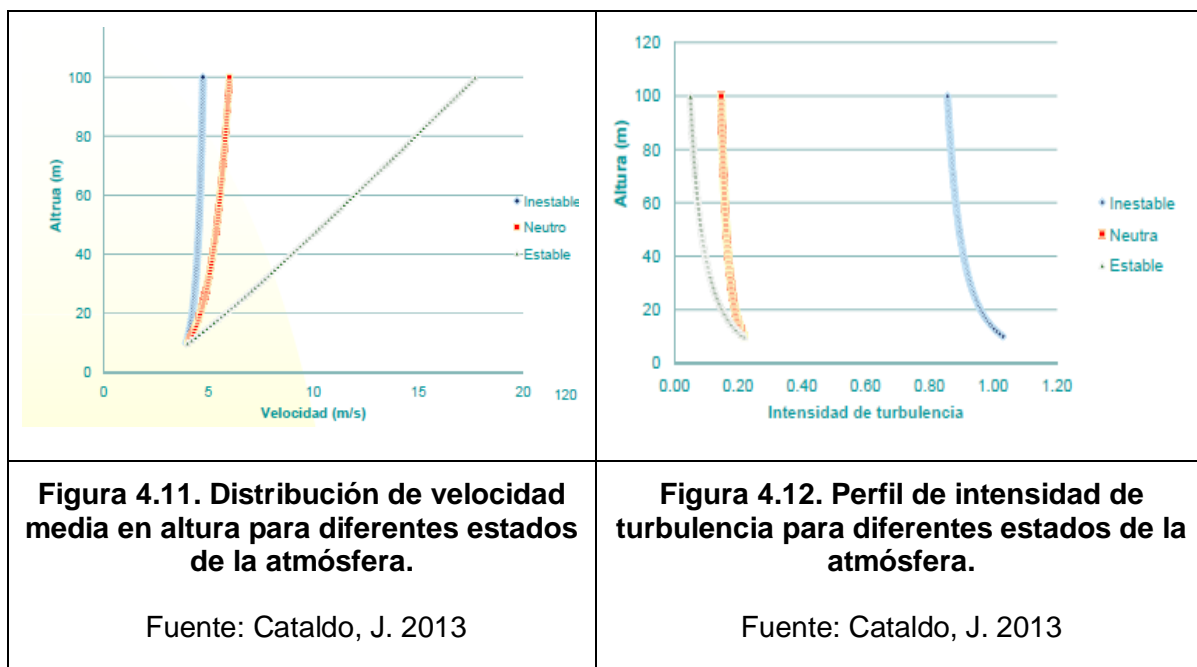 100
80
60
40
20
0
Altrua (m)
0
5
10
15
20
120
Velocidad (m/s)
Inestable
Neutro
Estable
120
100
80
60
40
20
0
Altura (m)
0.00
0.20
0.40
0.60
0.80
1.00
1.20
Intensidad de turbulencia
Inestable
Neutra
Estable
Figura 4.11. Distribución de velocidad
media en altura para diferentes estados
de la atmósfera.
Fuente: Cataldo, J. 2013
Figura 4.12. Perfil de intensidad de
turbulencia para diferentes estados de la
atmósfera.
Fuente: Cataldo, J. 2013